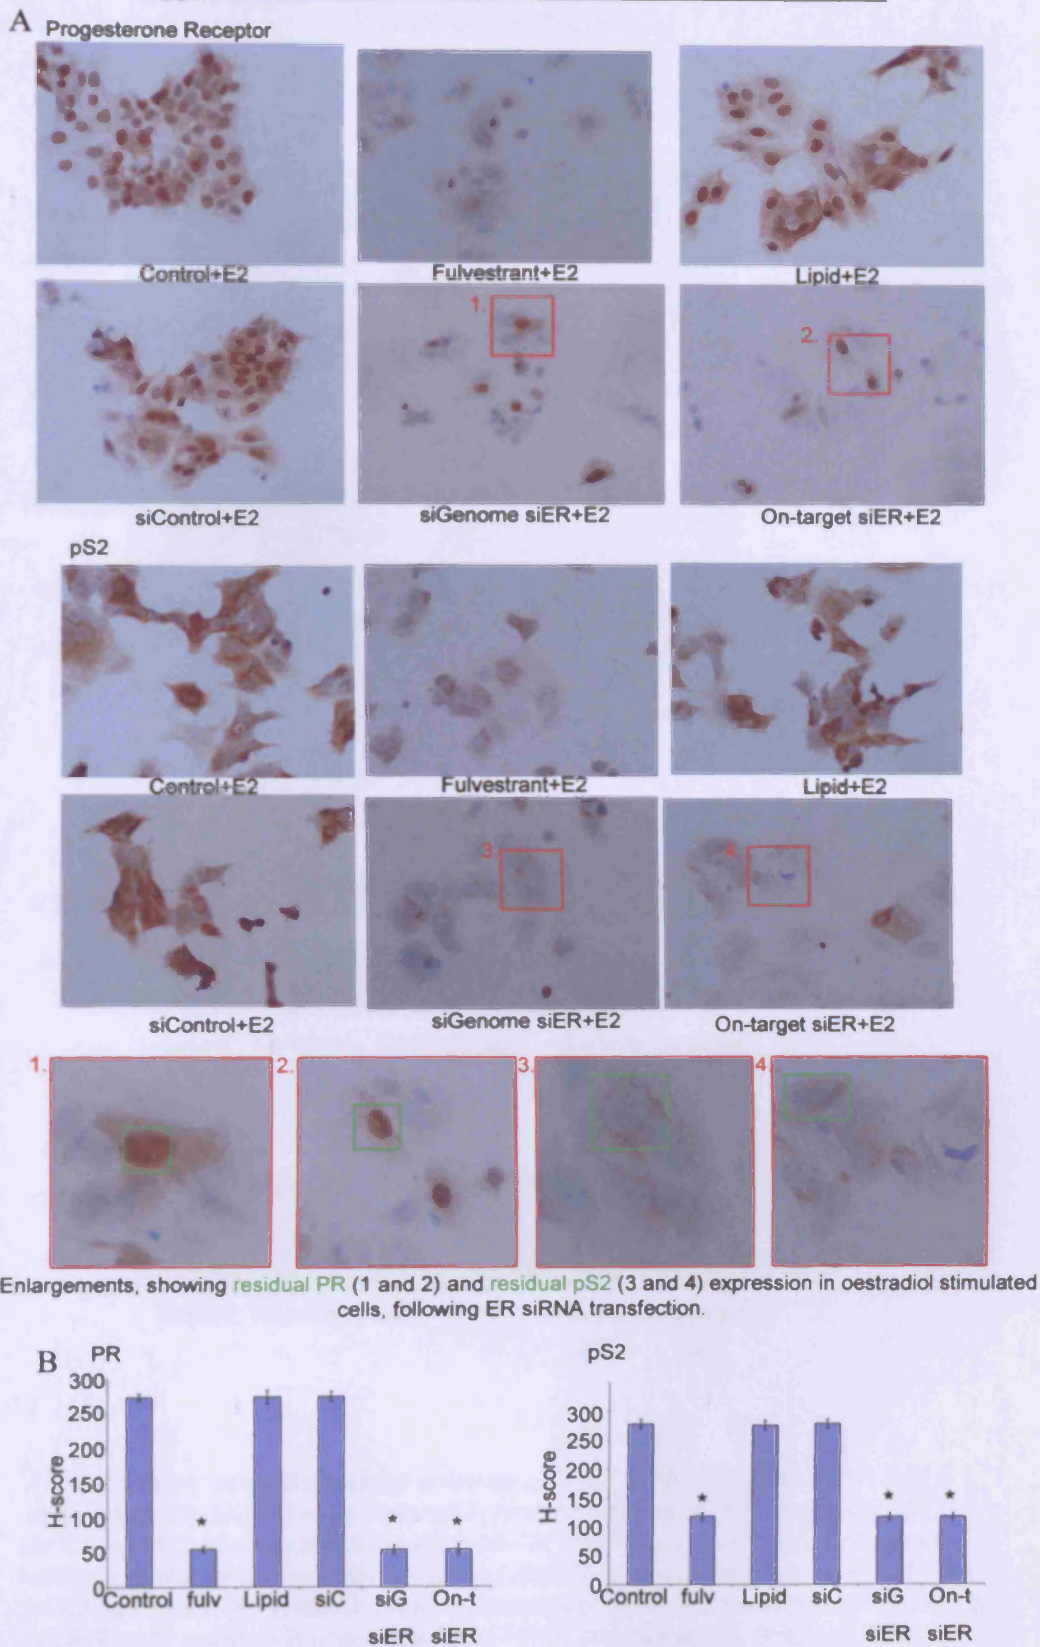 A
Progesterone Receptor
Control+E2 Fulvestrant+E2 Lipid+E2
1.
2.
siControl+E2 siGenome siER+E2 On-target siER+E2
pS2
Control+E2 Fulvestrant+E2 Lipid+E2
3.
4.
siControl+E2 siGenome siER+E2 On-target siER+E2
1. 2. 3. 4
Enlargements, showing residual PR (1 and 2) and residual pS2 (3 and 4) expression in oestradiol stimulated
cells, following ER siRNA transfection.
B
PR
H-score
300
250
200
150
100
50
0
* * *
Control fulv Lipid siC siG On-t
siER siER
pS2
H-score
300
250
200
150
100
50
0
* * *
Control fulv Lipid siC siG On-t
siER siER